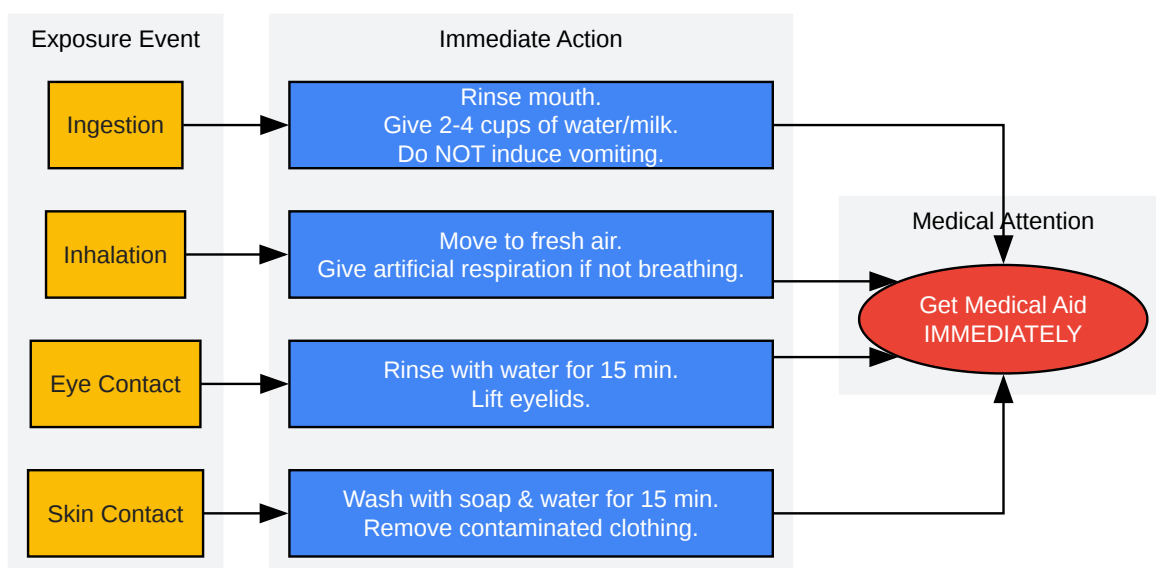 Exposure Event
Immediate Action
Ingestion
Rinse mouth.
Give 2-4 cups of water/milk.
Do NOT induce vomiting.
Inhalation
Move to fresh air.
Give artificial respiration if not breathing.
Medical Attention
Get Medical Aid
IMMEDIATELY
Eye Contact
Rinse with water for 15 min.
Lift eyelids.
Skin Contact
Wash with soap & water for 15 min.
Remove contaminated clothing.